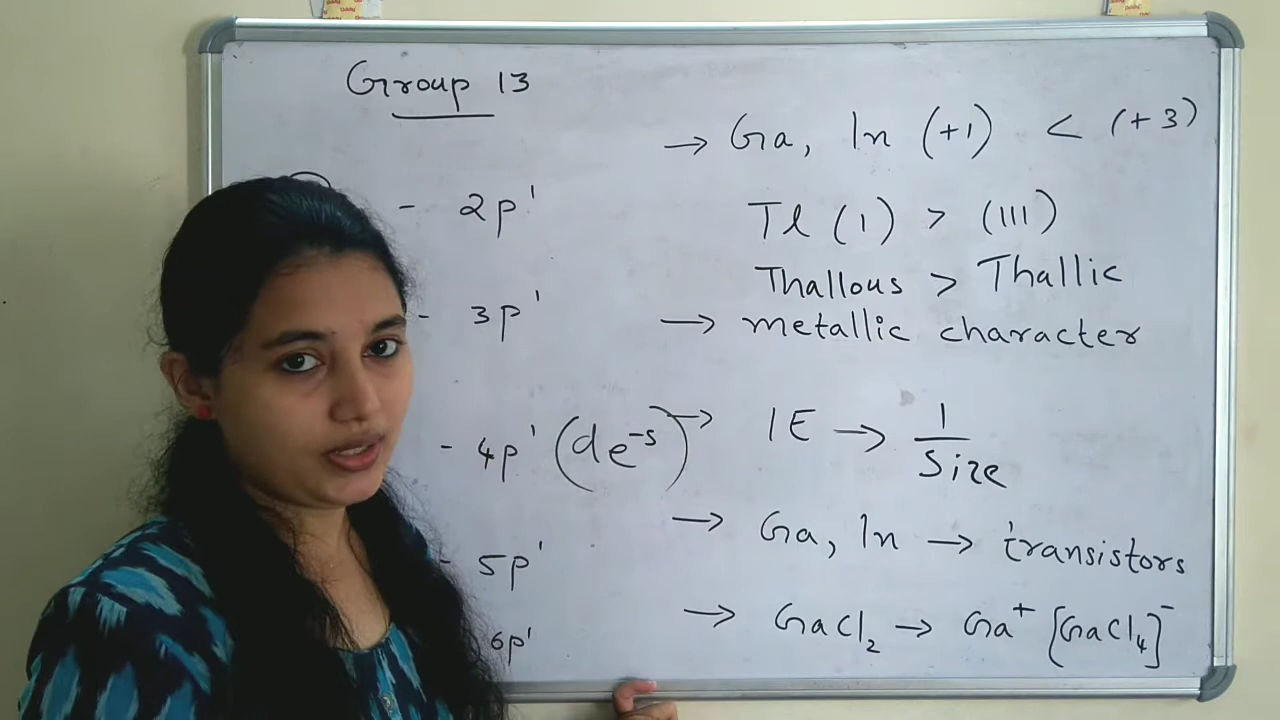 Group 13
- 2p¹
- 3p¹
- 4p¹ (de⁻s)
- 5p¹
6p¹
→ Ga, In (+1) < (+3)
Tl (1) > (III)
Thallous > Thallic
→ metallic character
→ IE → 1/Size
→ Ga, In → transistors
→ GaCl₂ → Ga⁺ [GaCl₄]⁻